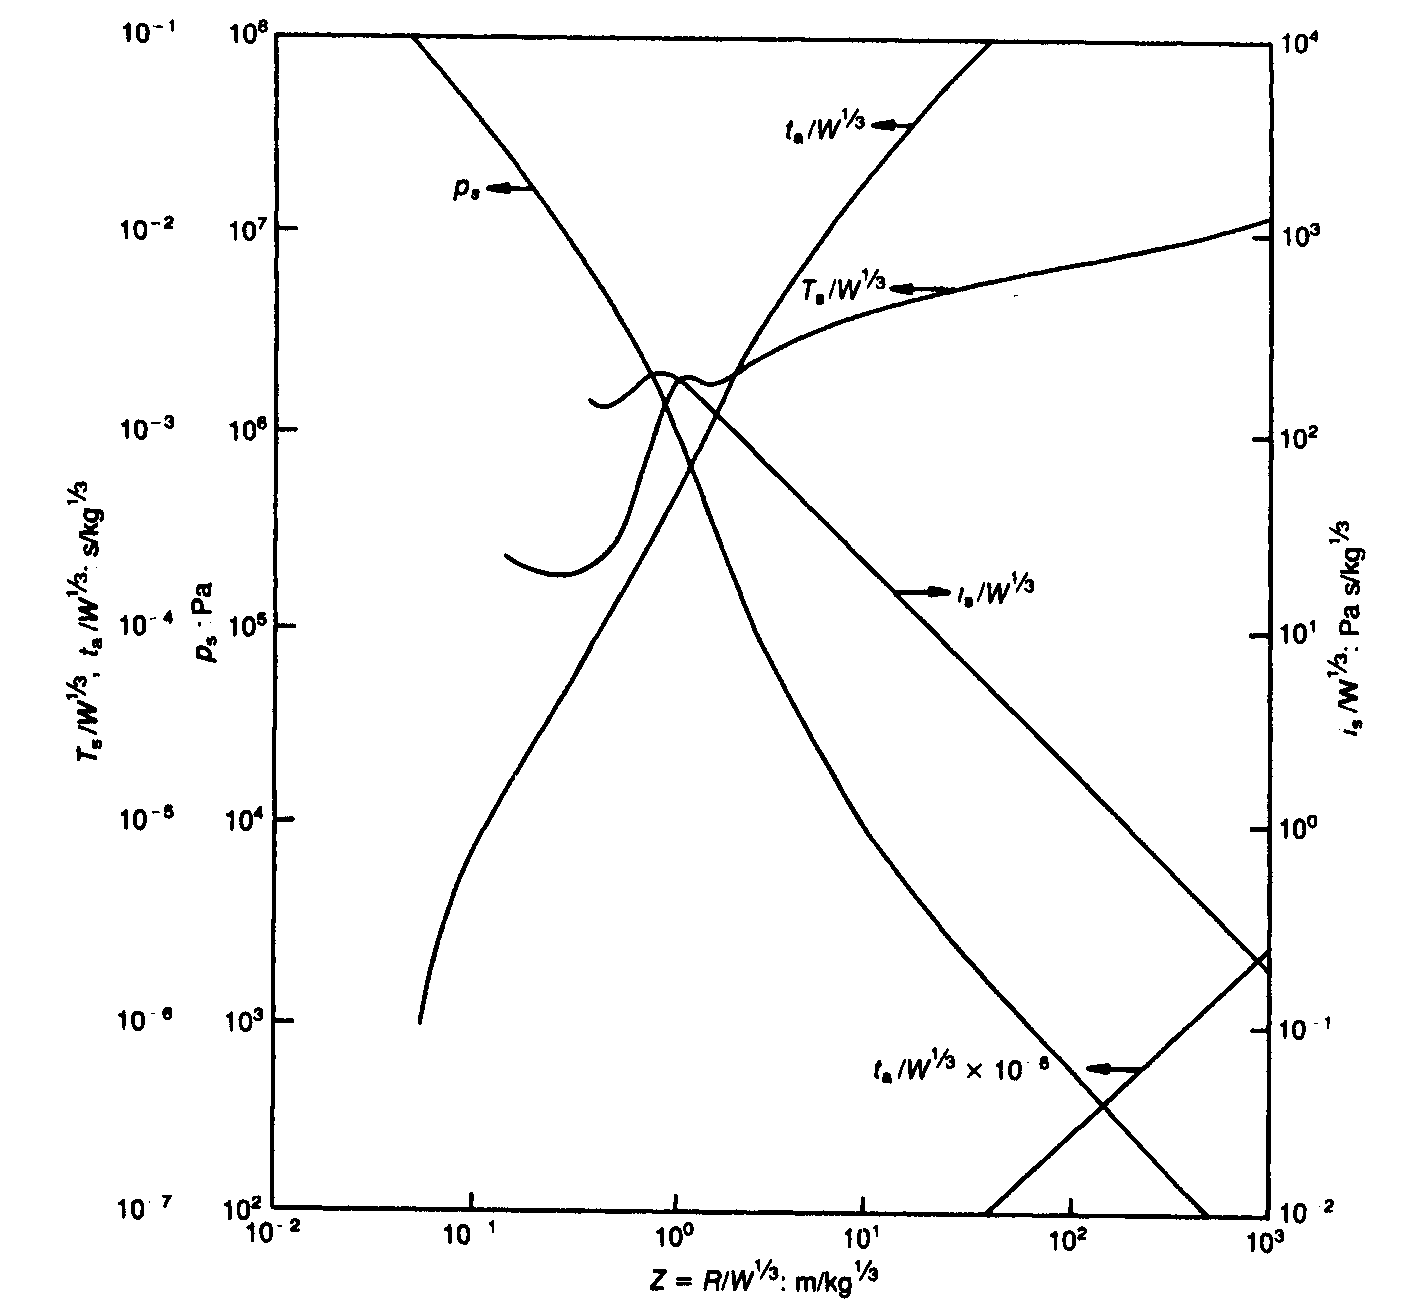 10⁻¹ 10⁸ 10⁴
tₐ/W^⅓
pₛ
10⁻² 10⁷ 10³
Tₛ/W^⅓
10⁻³ 10⁶ 10²
iₛ/W^⅓
10⁻⁴ 10⁵ 10¹
Tₛ/W^⅓, tₐ/W^⅓: s/kg^⅓
pₛ: Pa
iₛ/W^⅓: Pa s/kg^⅓
10⁻⁵ 10⁴ 10⁰
10⁻⁶ 10³ 10⁻¹
tₐ/W^⅓ × 10⁻⁶
10⁻⁷ 10² 10⁻²
10⁻² 10⁻¹ 10⁰ 10¹ 10² 10³
Z = R/W^⅓: m/kg^⅓